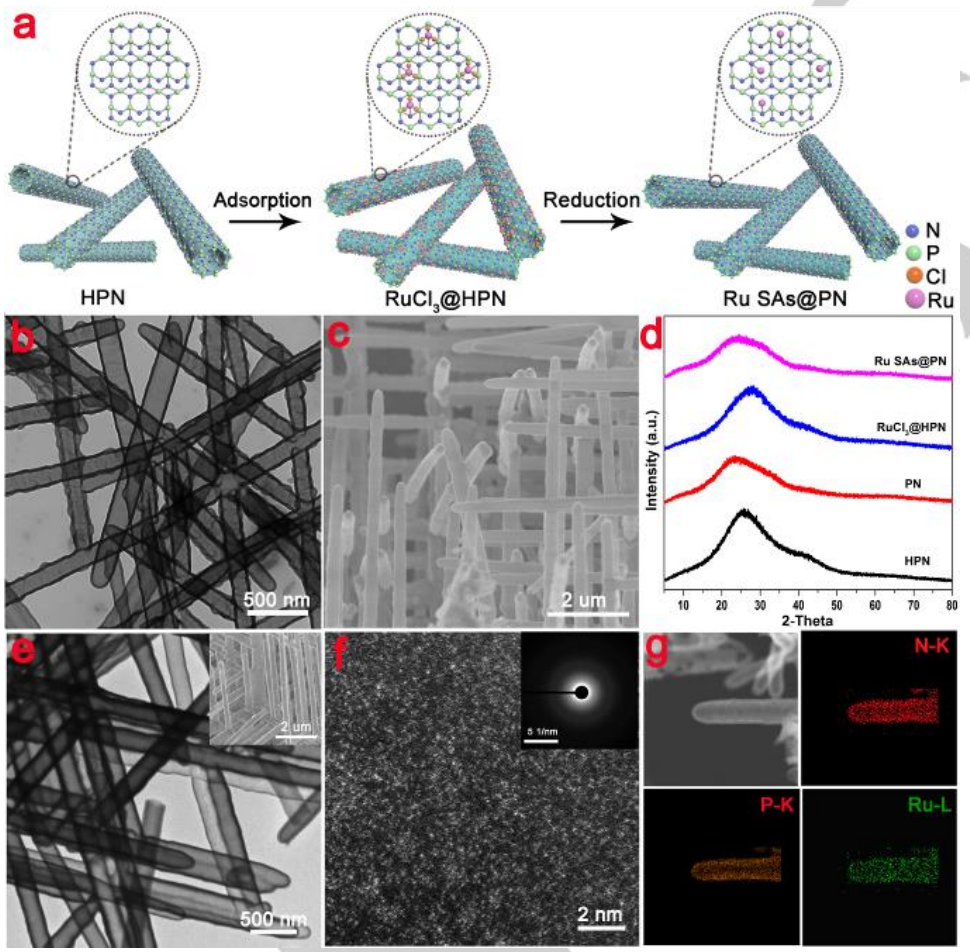 a
Adsorption
Reduction
N
P
Cl
Ru
HPN
RuCl3@HPN
Ru SAs@PN
b
500 nm
c
2 um
d
Ru SAs@PN
RuCl3@HPN
PN
HPN
Intensity (a.u.)
10 20 30 40 50 60 70 80
2-Theta
e
2 um
500 nm
f
5 1/nm
2 nm
g
N-K
P-K
Ru-L